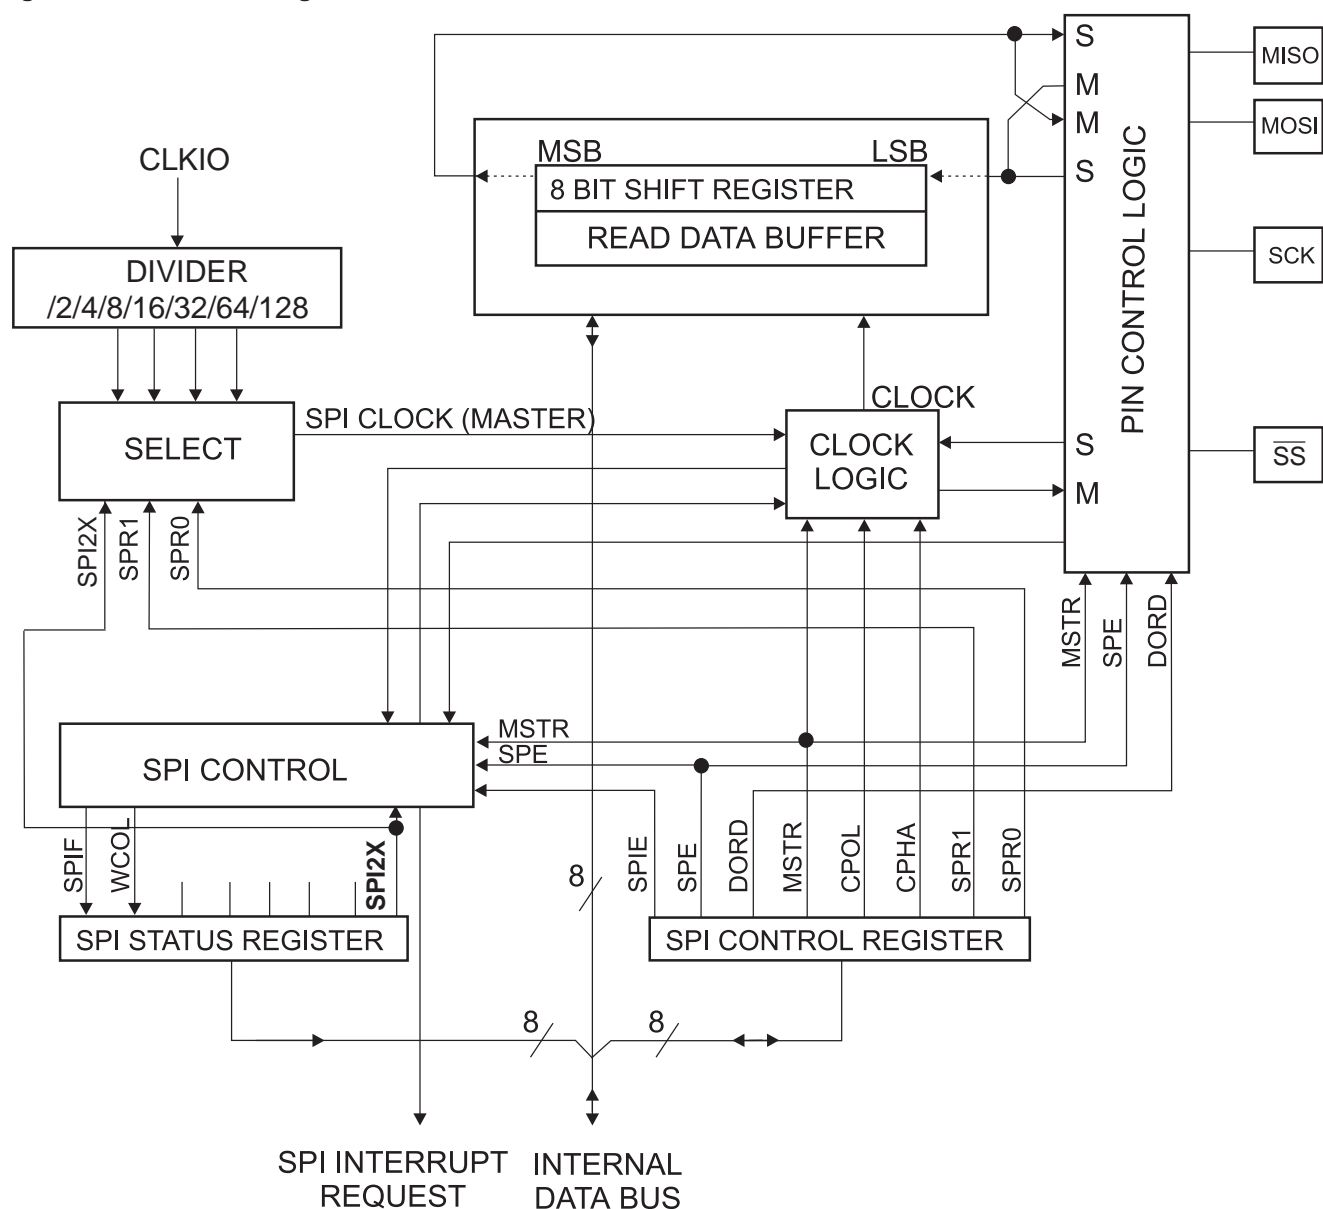 S
MISO
M
M
MOSI
MSB
LSB
S
CLKIO
8 BIT SHIFT REGISTER
READ DATA BUFFER
PIN CONTROL LOGIC
SCK
DIVIDER
/2/4/8/16/32/64/128
CLOCK
SPI CLOCK (MASTER)
SELECT
CLOCK
LOGIC
S
SS
M
SPI2X
SPR1
SPR0
MSTR
SPE
DORD
MSTR
SPE
SPI CONTROL
SPIF
WCOL
SPI2X
8
SPIE
SPE
DORD
MSTR
CPOL
CPHA
SPR1
SPR0
SPI STATUS REGISTER
SPI CONTROL REGISTER
8
8
SPI INTERRUPT
REQUEST
INTERNAL
DATA BUS